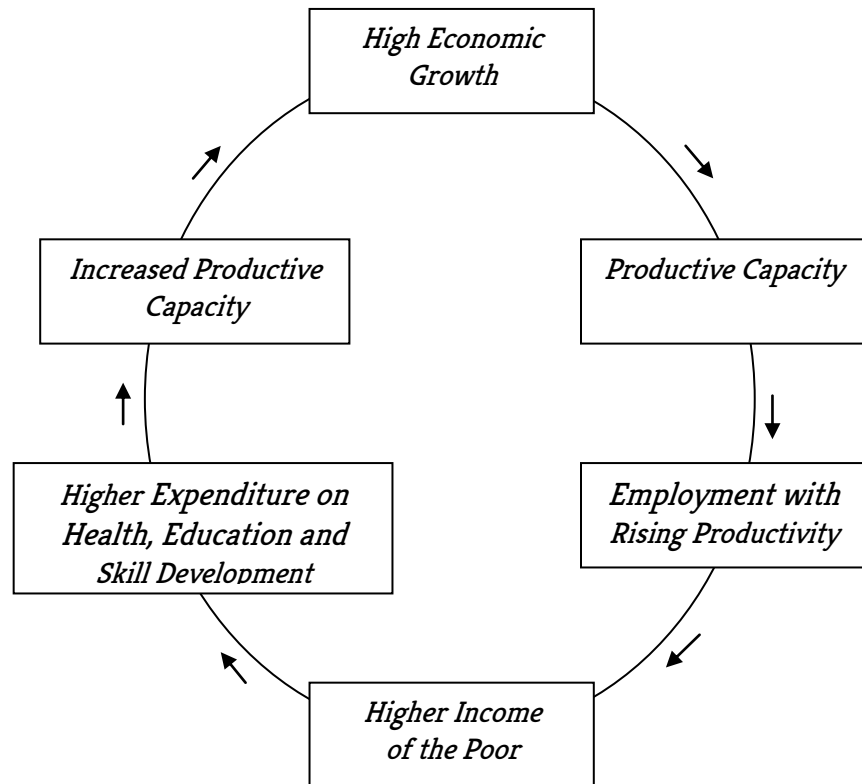 High Economic
Growth
Increased Productive
Capacity
Productive Capacity
Higher Expenditure on
Health, Education and
Skill Development
Employment with
Rising Productivity
Higher Income
of the Poor